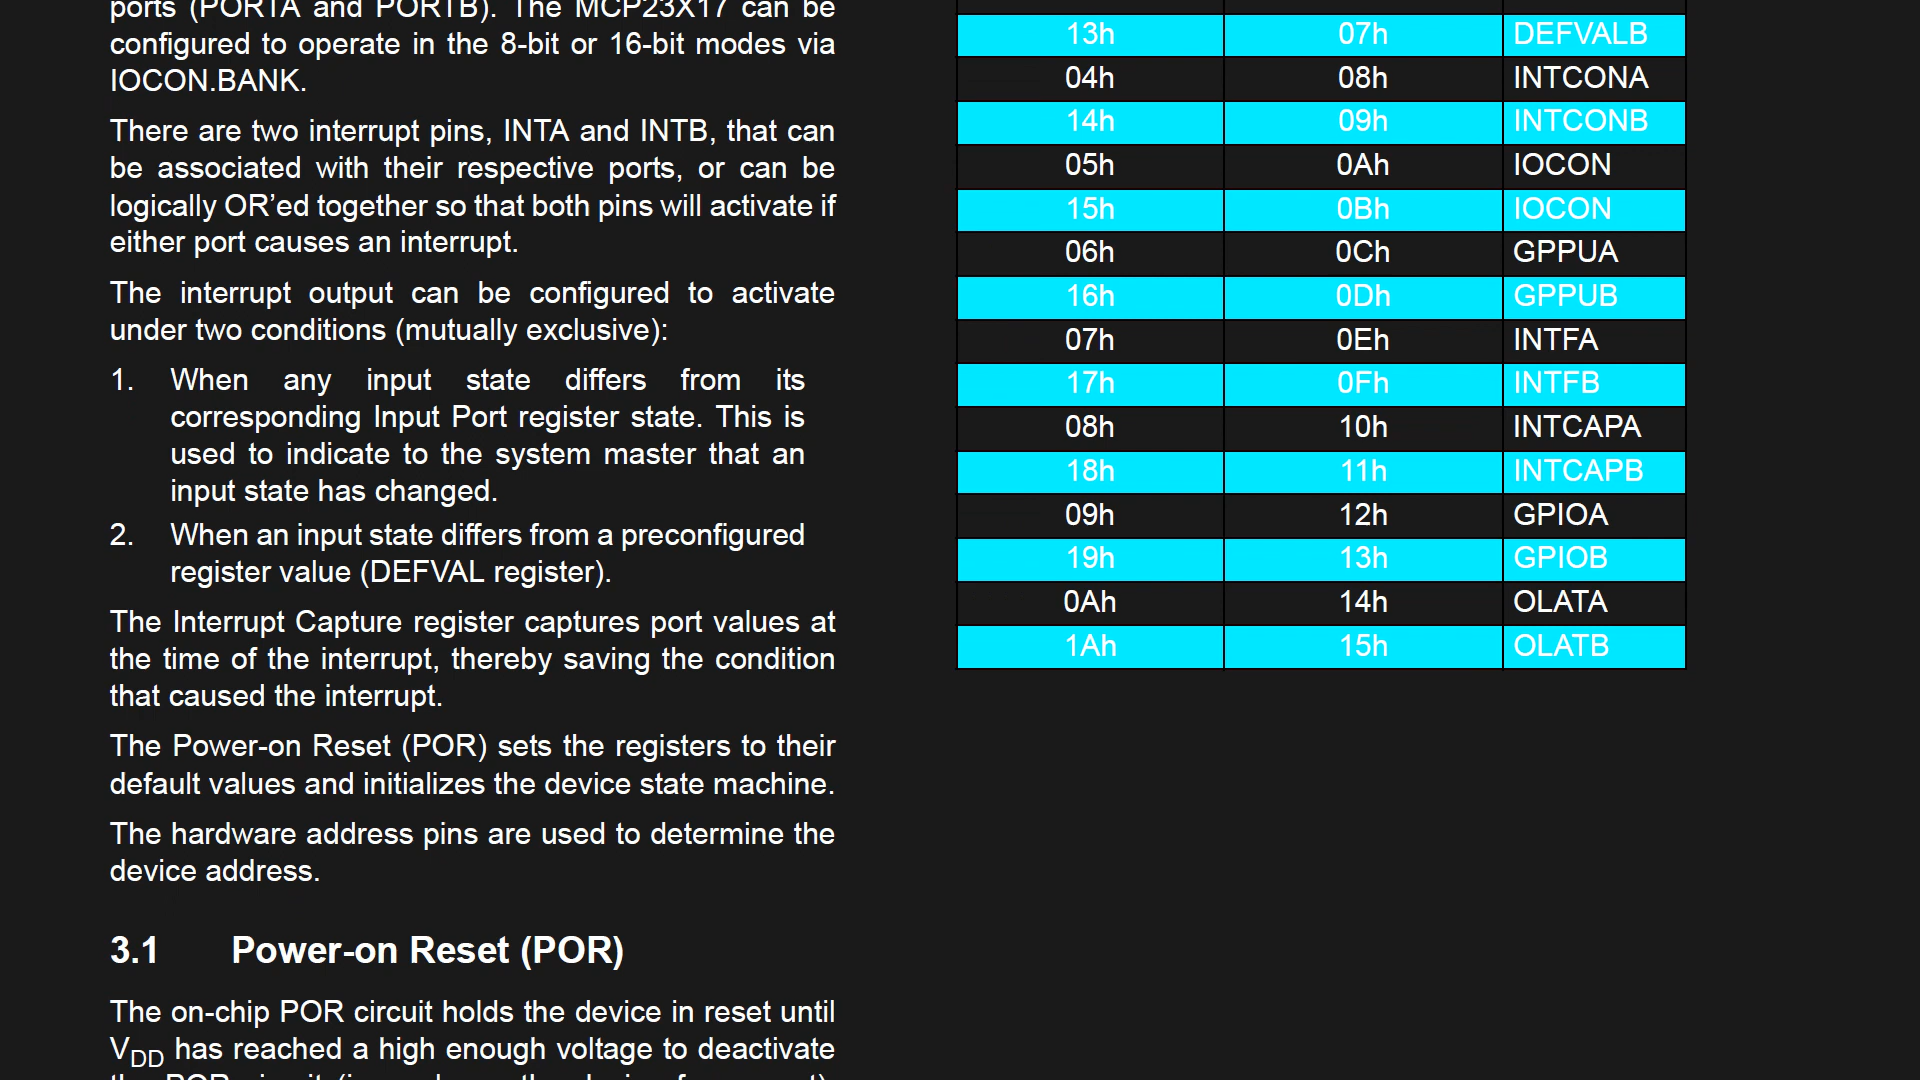 ports (PORTA and PORTB). The MCP23X17 can be
configured to operate in the 8-bit or 16-bit modes via
IOCON.BANK.
There are two interrupt pins, INTA and INTB, that can
be associated with their respective ports, or can be
logically OR’ed together so that both pins will activate if
either port causes an interrupt.
The interrupt output can be configured to activate
under two conditions (mutually exclusive):
1. When any input state differs from its
corresponding Input Port register state. This is
used to indicate to the system master that an
input state has changed.
2. When an input state differs from a preconfigured
register value (DEFVAL register).
The Interrupt Capture register captures port values at
the time of the interrupt, thereby saving the condition
that caused the interrupt.
The Power-on Reset (POR) sets the registers to their
default values and initializes the device state machine.
The hardware address pins are used to determine the
device address.
3.1 Power-on Reset (POR)
The on-chip POR circuit holds the device in reset until
VDD has reached a high enough voltage to deactivate
13h 07h DEFVALB
04h 08h INTCONA
14h 09h INTCONB
05h 0Ah IOCON
15h 0Bh IOCON
06h 0Ch GPPUA
16h 0Dh GPPUB
07h 0Eh INTFA
17h 0Fh INTFB
08h 10h INTCAPA
18h 11h INTCAPB
09h 12h GPIOA
19h 13h GPIOB
0Ah 14h OLATA
1Ah 15h OLATB